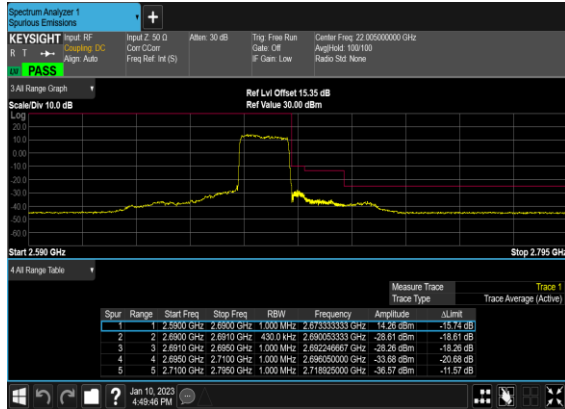 Spectrum Analyzer 1
Spurious Emissions
KEYSIGHT Input: RF Input Z: 50 Ω Atten: 30 dB Trig: Free Run Center Freq: 22.005000000 GHz
R T Coupling: DC Corr CCorr Gate: Off Avg|Hold: 100/100
Align: Auto Freq Ref: Int (S) IF Gain: Low Radio Std: None
PASS
3 All Range Graph
Ref Lvl Offset 15.35 dB
Scale/Div 10.0 dB Ref Value 30.00 dBm
Log
20.0
10.0
0.00
-10.0
-20.0
-30.0
-40.0
-50.0
-60.0
Start 2.590 GHz Stop 2.795 GHz
4 All Range Table
Measure Trace Trace 1
Trace Type Trace Average (Active)
Spur Range Start Freq Stop Freq RBW Frequency Amplitude ΔLimit
1 1 2.5900 GHz 2.6900 GHz 1.000 MHz 2.673333333 GHz 14.26 dBm -15.74 dB
2 2 2.6900 GHz 2.6910 GHz 430.0 kHz 2.690053333 GHz -28.61 dBm -18.61 dB
3 3 2.6910 GHz 2.6950 GHz 1.000 MHz 2.692246667 GHz -28.26 dBm -18.26 dB
4 4 2.6950 GHz 2.7100 GHz 1.000 MHz 2.696050000 GHz -33.68 dBm -20.68 dB
5 5 2.7100 GHz 2.7950 GHz 1.000 MHz 2.718925000 GHz -36.57 dBm -11.57 dB
Jan 10, 2023
4:49:46 PM